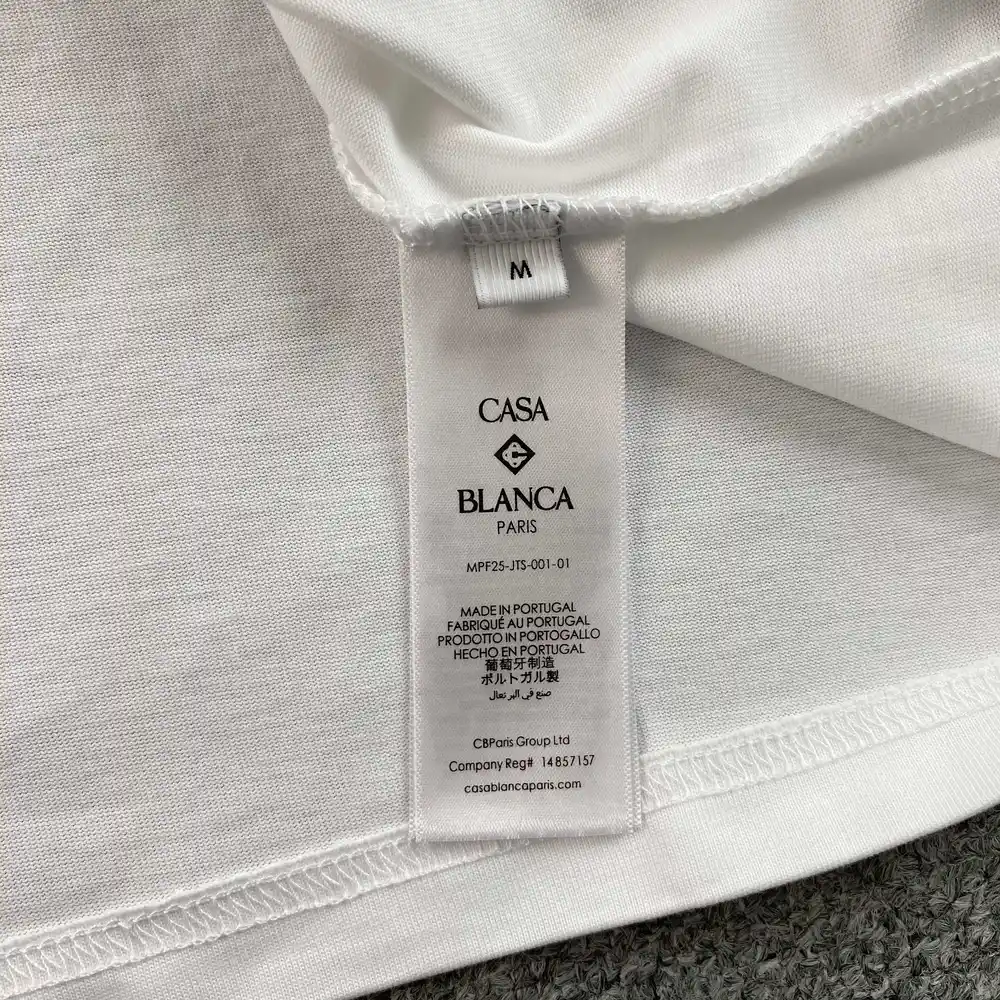 M
CASA
BLANCA
PARIS
MPF25-JTS-001-01
MADE IN PORTUGAL
FABRIQUÉ AU PORTUGAL
PRODOTTO IN PORTOGALLO
HECHO EN PORTUGAL
葡萄牙制造
ポルトガル製
صنع في البرتغال
CBParis Group Ltd
Company Reg# 14857157
casablancaparis.com